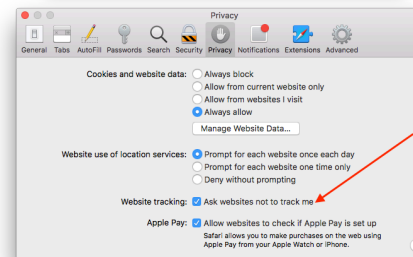 Privacy
General Tabs AutoFill Passwords Search Security Privacy Notifications Extensions Advanced
Cookies and website data: Always block
Allow from current website only
Allow from websites I visit
Always allow
Manage Website Data...
Website use of location services: Prompt for each website once each day
Prompt for each website one time only
Deny without prompting
Website tracking: Ask websites not to track me
Apple Pay: Allow websites to check if Apple Pay is set up
Safari allows you to make purchases on the web using
Apple Pay from your Apple Watch or iPhone.